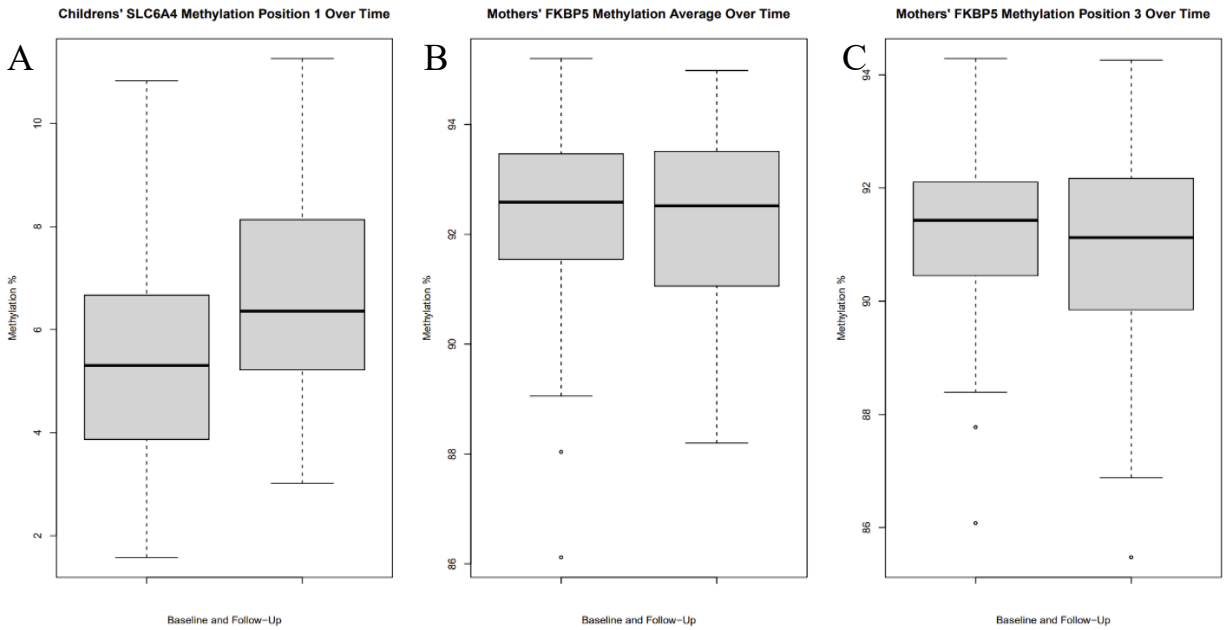 Childrens' SLC6A4 Methylation Position 1 Over Time
A
Methylation %
10
8
6
4
2
Baseline and Follow-Up
Mothers' FKBP5 Methylation Average Over Time
B
Methylation %
94
92
90
88
86
Baseline and Follow-Up
Mothers' FKBP5 Methylation Position 3 Over Time
C
Methylation %
94
92
90
88
86
Baseline and Follow-Up